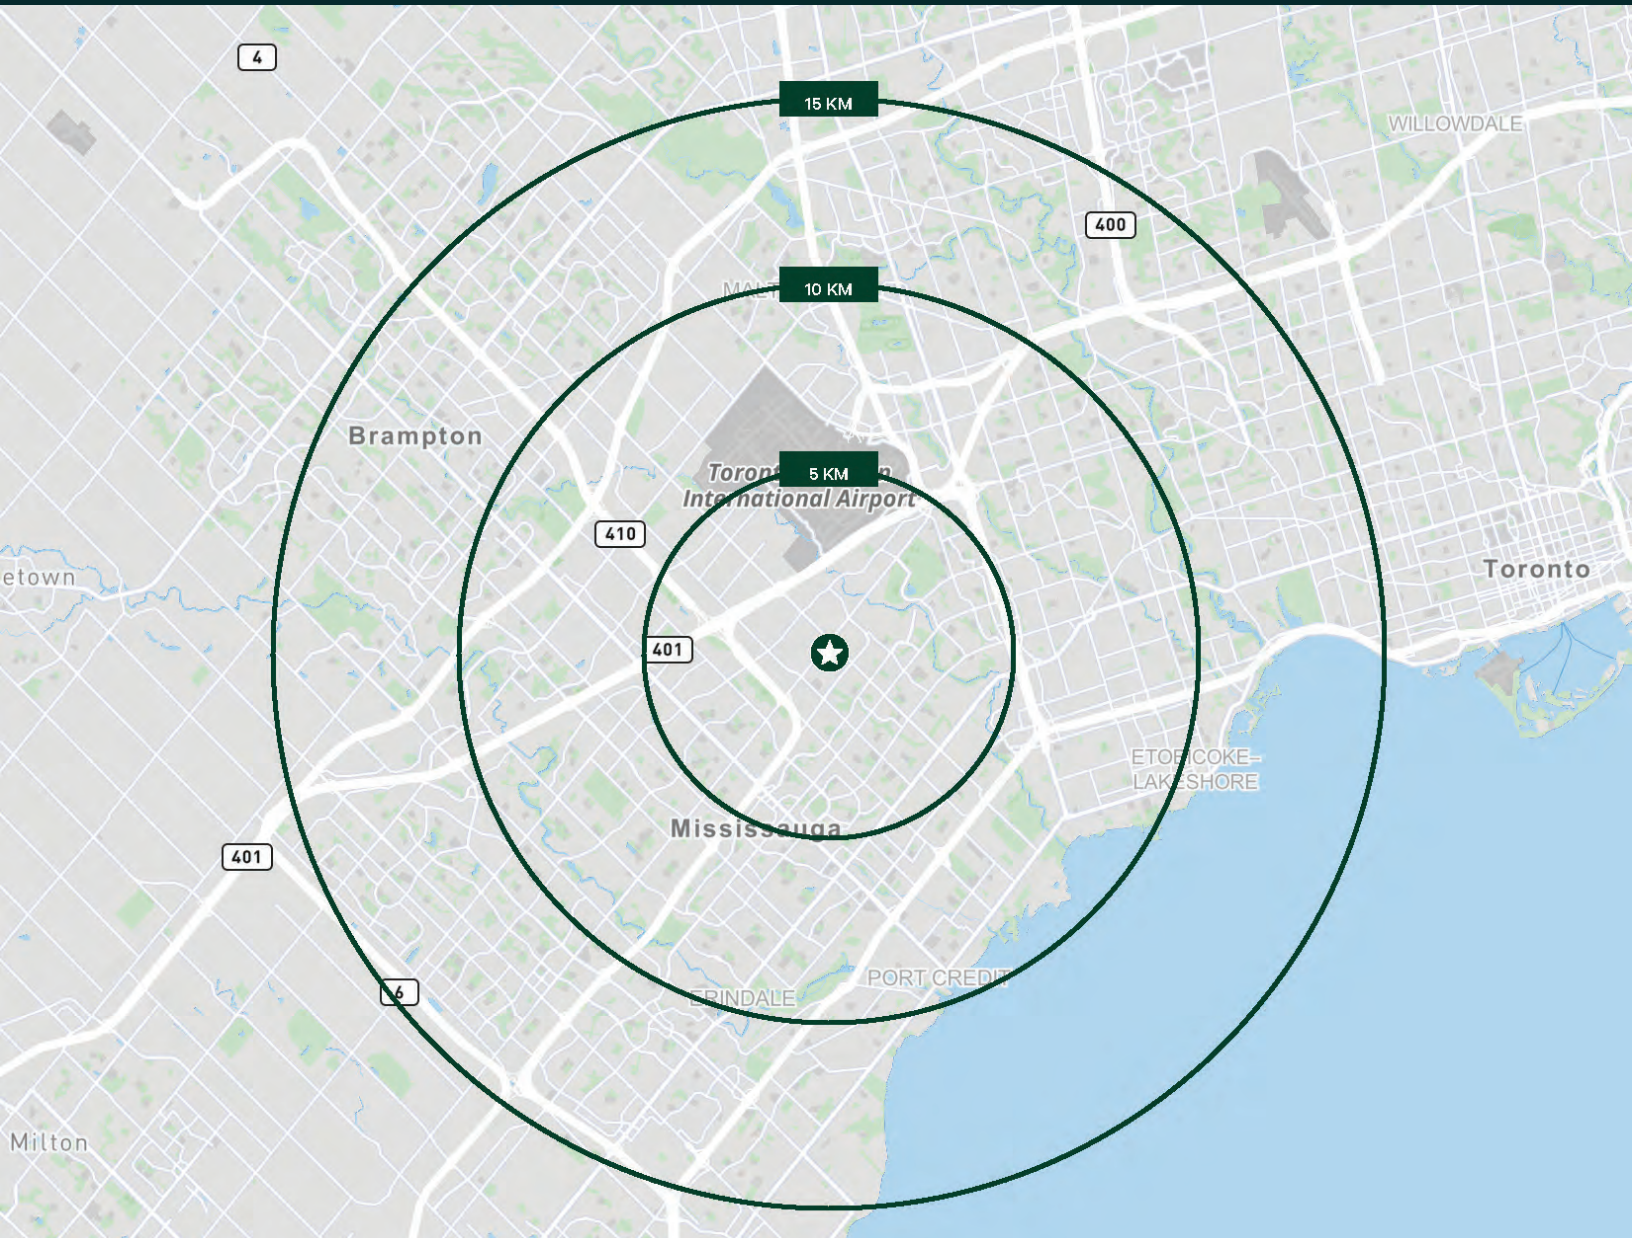 4
15 KM
WILLOWDALE
400
10 KM
Brampton
5 KM
International Airport
410
Toronto
401
ETOBICOKE–
LAKESHORE
Mississauga
401
PORT CREDIT
6
ERINDALE
Milton